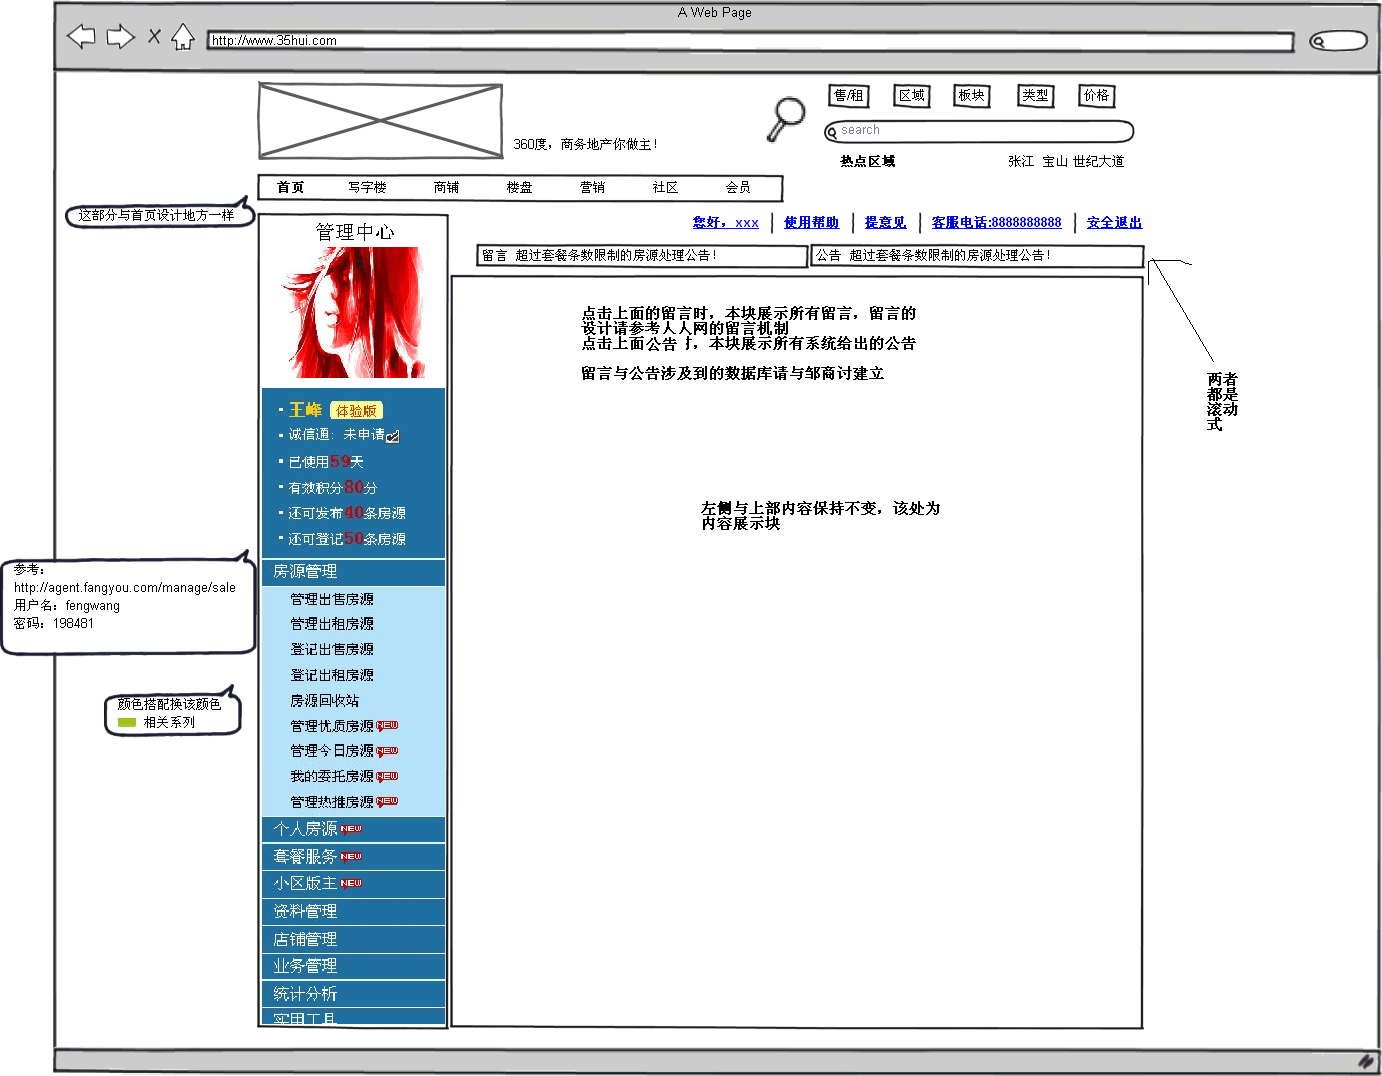 A Web Page
http://www.35hui.com
售/租 区域 板块 类型 价格
search
360度，商务地产你做主！
热点区域 张江 宝山 世纪大道
首页 写字楼 商铺 楼盘 营销 社区 会员
这部分与首页设计地方一样
您好，xxx 使用帮助 提意见 客服电话:8888888888 安全退出
管理中心
留言 超过套餐条数限制的房源处理公告！
公告 超过套餐条数限制的房源处理公告！
点击上面的留言时，本块展示所有留言，留言的
设计请参考人人网的留言机制
点击上面公告时，本块展示所有系统给出的公告
留言与公告涉及到的数据库请与邹商讨建立
两者
都是
滚动
式
左侧与上部内容保持不变，该处为
内容展示块
王峰 体验版
诚信通：未申请
已使用59天
有效积分80分
还可发布40条房源
还可登记50条房源
参考：
http://agent.fangyou.com/manage/sale
用户名：fengwang
密码：198481
房源管理
管理出售房源
管理出租房源
登记出售房源
登记出租房源
房源回收站
管理优质房源 NEW
管理今日房源 NEW
我的委托房源 NEW
管理热推房源 NEW
颜色搭配换该颜色
相关系列
个人房源 NEW
套餐服务 NEW
小区版主 NEW
资料管理
店铺管理
业务管理
统计分析
实用工具